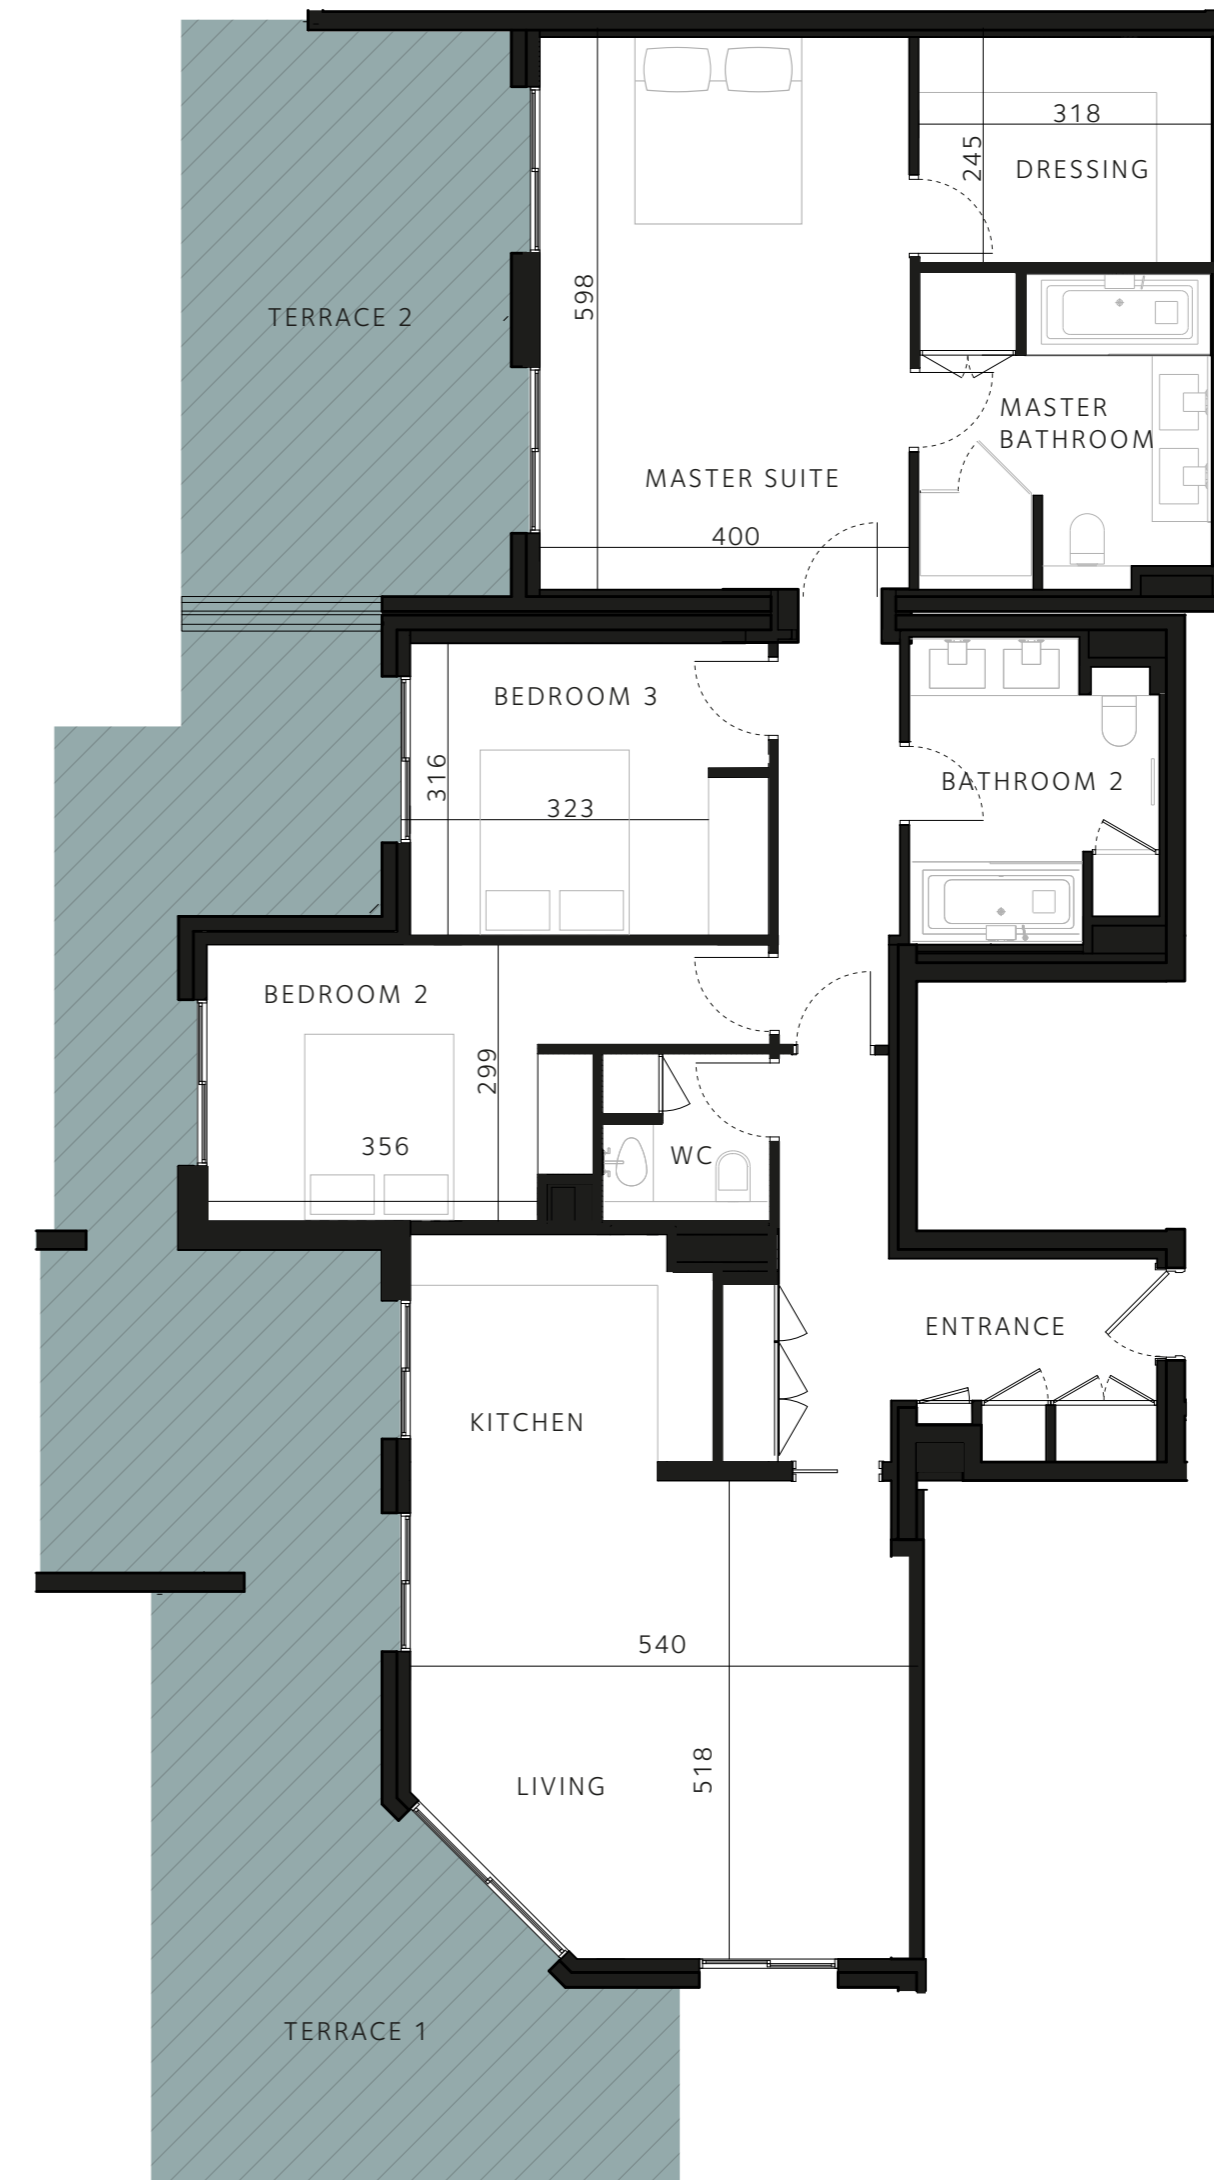 318
245
DRESSING
598
TERRACE 2
MASTER
BATHROOM
MASTER SUITE
400
BEDROOM 3
316
323
BATHROOM 2
BEDROOM 2
299
356
WC
ENTRANCE
KITCHEN
540
518
LIVING
TERRACE 1